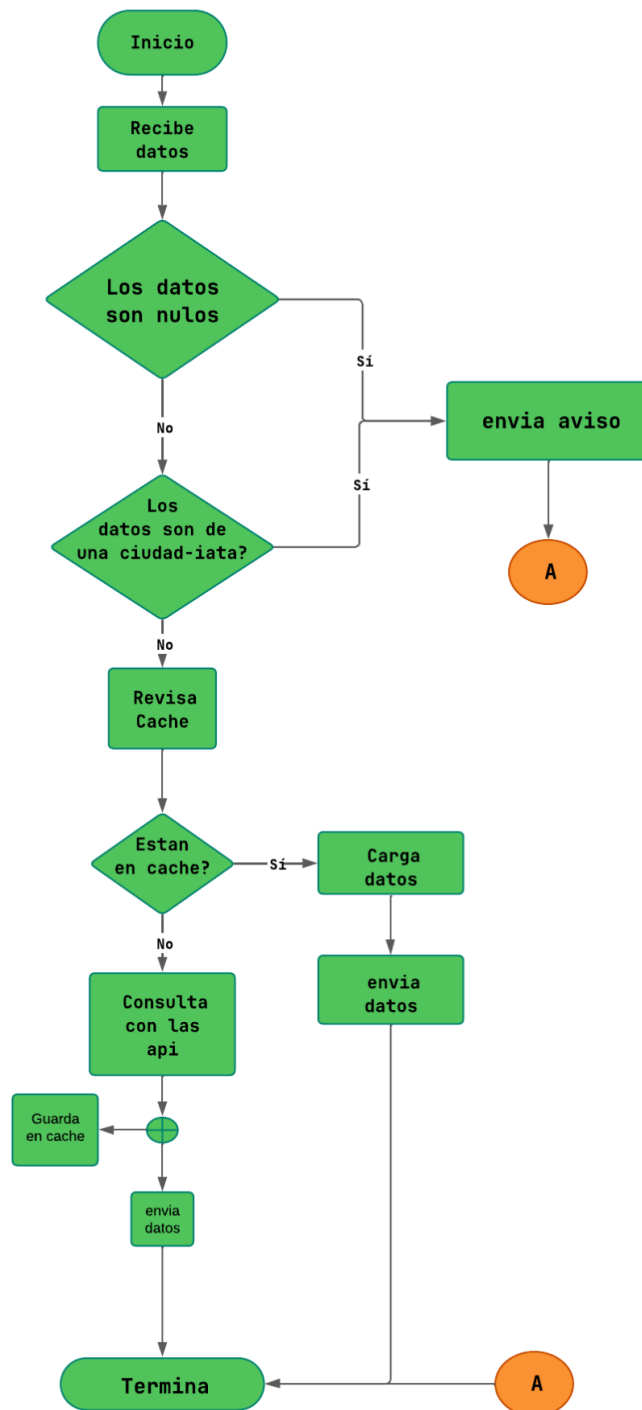 Inicio
Recibe
datos
Los datos
son nulos
Sí
No
envia aviso
Sí
Los
datos son de
una ciudad-iata?
A
No
Revisa
Cache
Estan
en cache?
Sí
Carga
datos
No
envia
datos
Consulta
con las
api
Guarda
en cache
envia
datos
Termina
A